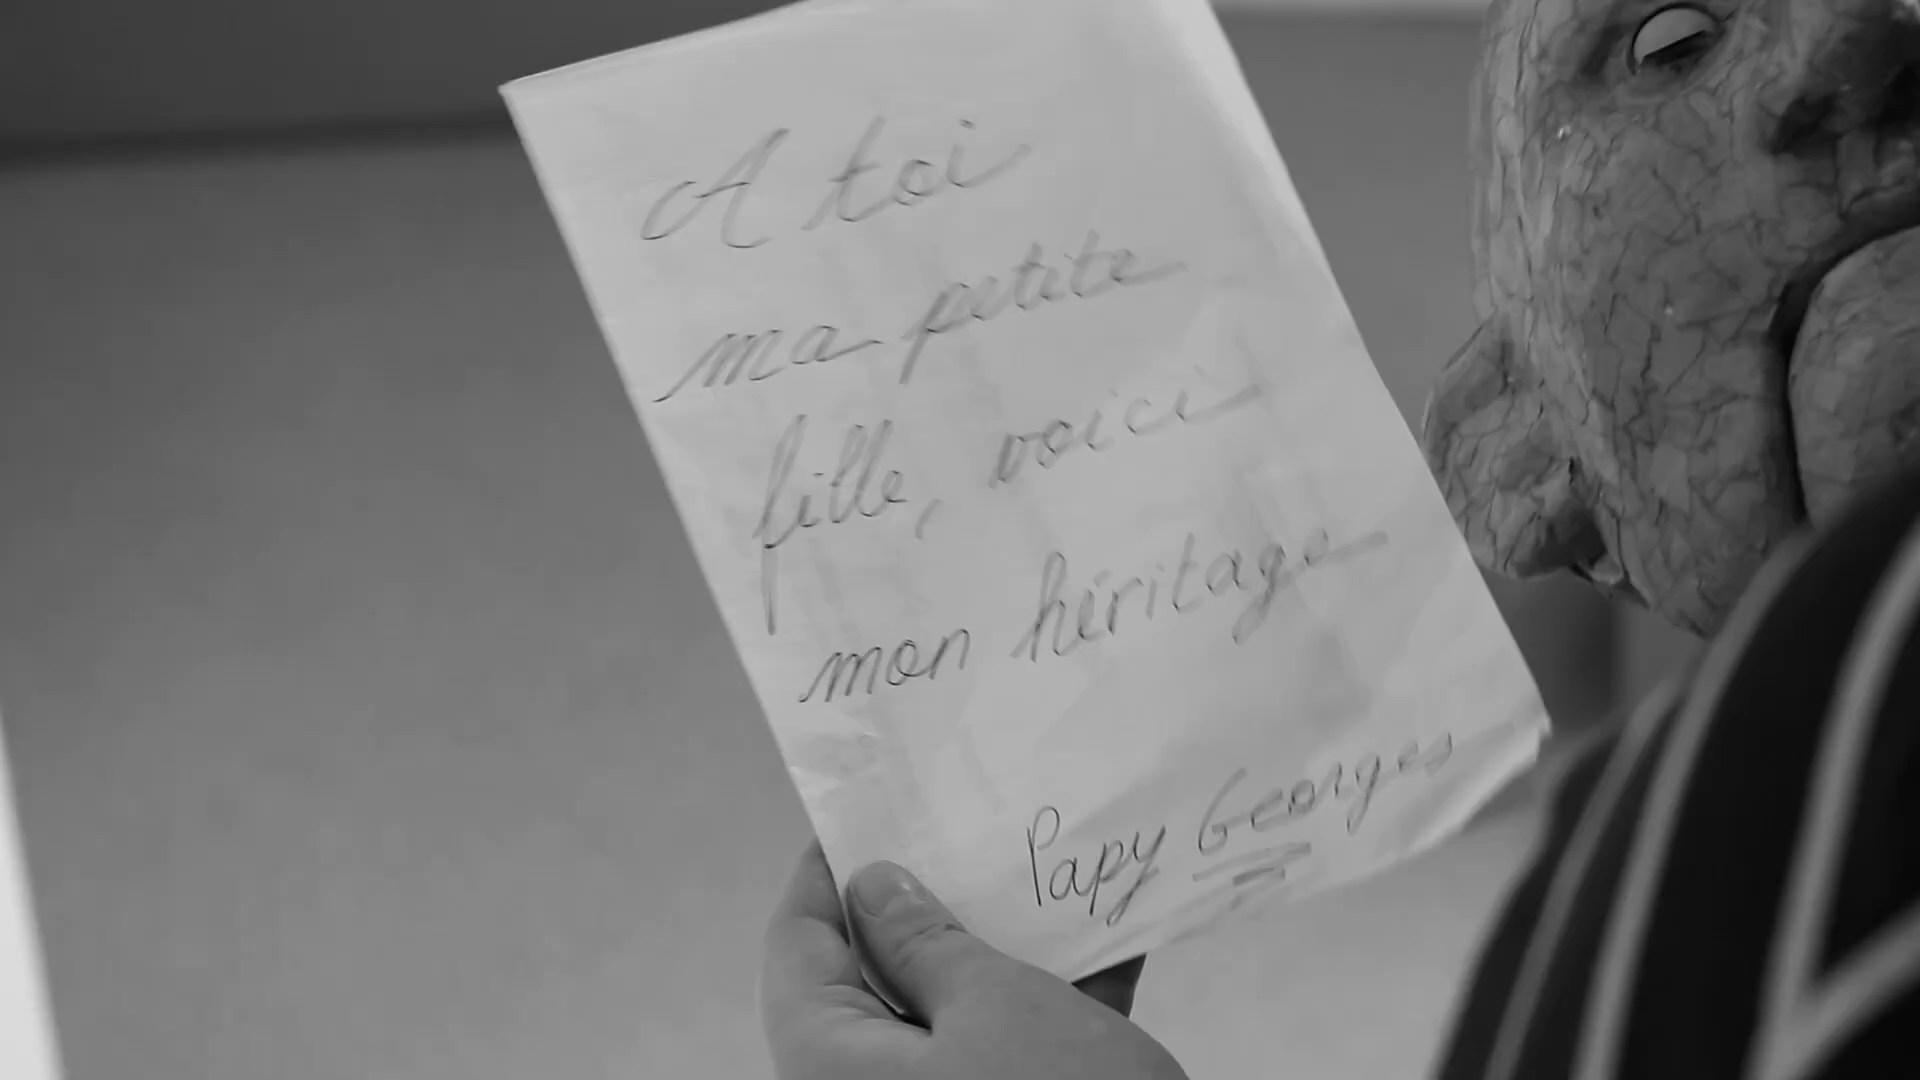 A toi
ma petite
fille, voici
mon héritage
Papy Georges